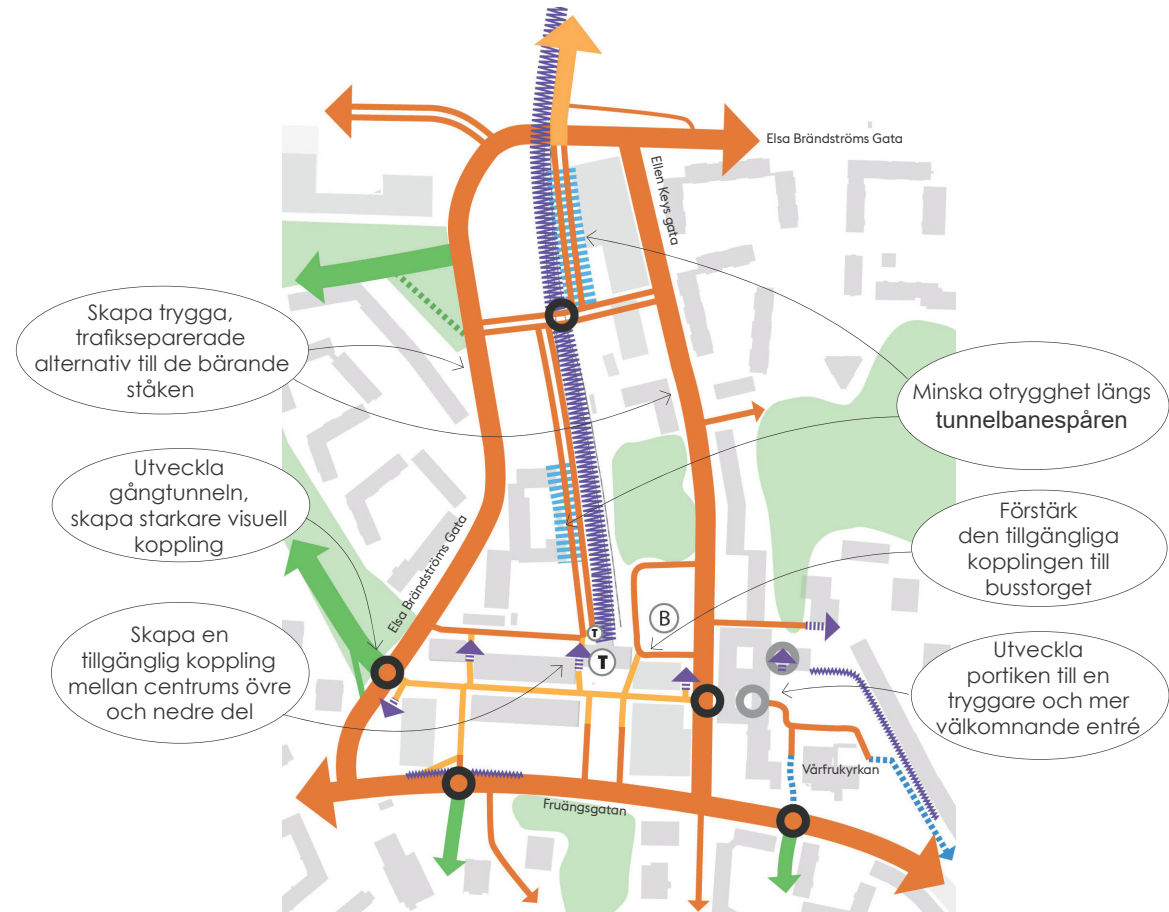 Elsa Brändströms Gata
Ellen Keys gata
Skapa trygga,
trafikseparerade
alternativ till de bärande
ståken
Minska otrygghet längs
tunnelbanespåren
Utveckla
gångtunneln,
skapa starkare visuell
koppling
Elsa Brändströms Gata
Förstärk
den tillgängliga
kopplingen till
busstorget
B
T
T
Skapa en
tillgänglig koppling
mellan centrums övre
och nedre del
Utveckla
portiken till en
tryggare och mer
välkomnande entré
Vårfrukyrkan
Fruängsgatan